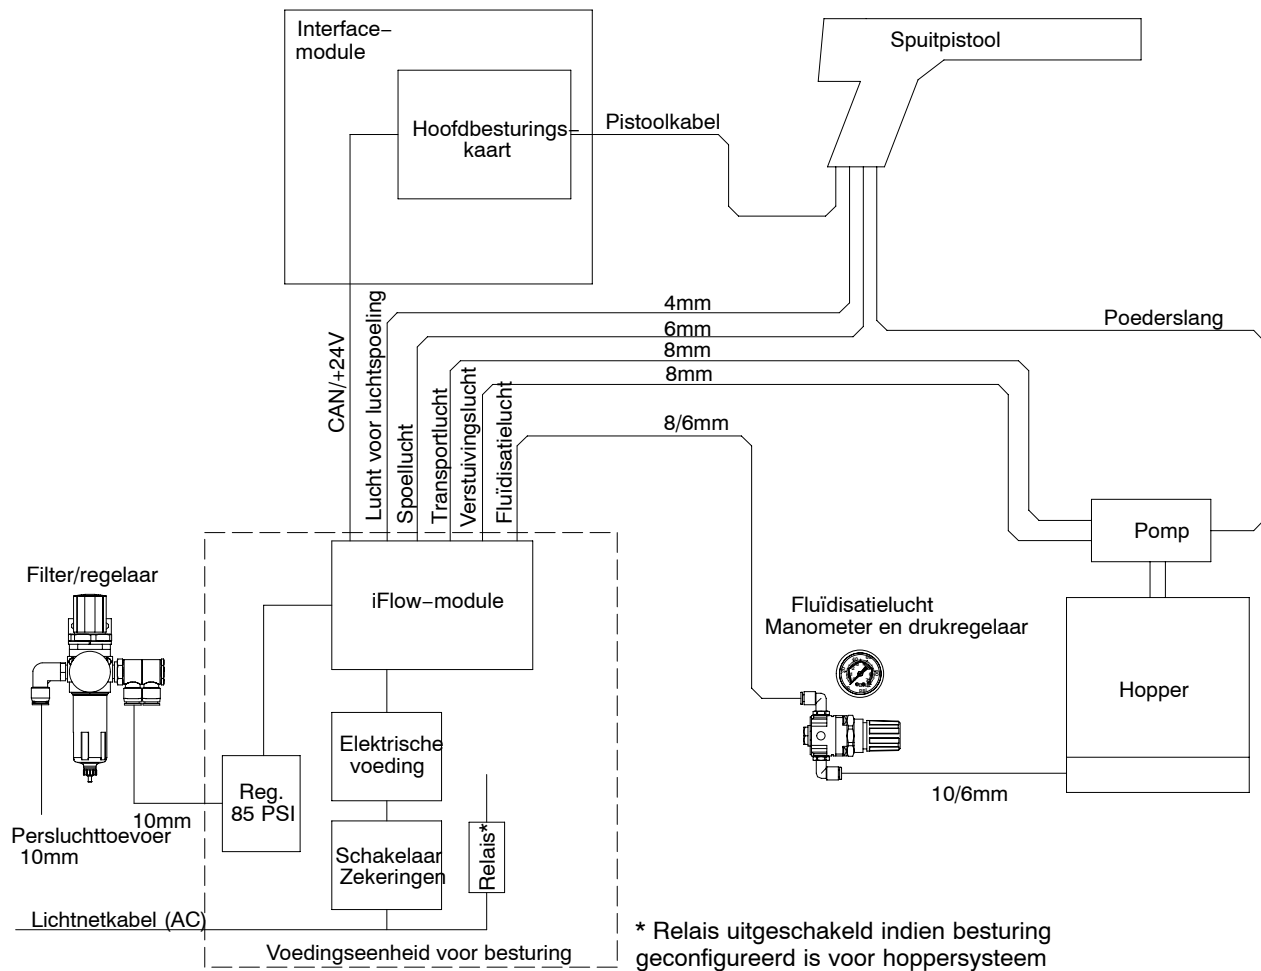 Interface-
module
Spuitpistool
Hoofdbesturings-
kaart
Pistoolkabel
4mm
6mm
8mm
8mm
8/6mm
Poederslang
CAN/+24V
Lucht voor luchtspoeling
Spoellucht
Transportlucht
Verstuivingslucht
Fluïdisatielucht
Pomp
Filter/regelaar
iFlow-module
Fluïdisatielucht
Manometer en drukregelaar
Hopper
Elektrische
voeding
Reg.
85 PSI
10/6mm
10mm
Persluchttoevoer
10mm
Schakelaar
Zekeringen
Relais*
Lichtnetkabel (AC)
Voedingseenheid voor besturing
* Relais uitgeschakeld indien besturing
geconfigureerd is voor hoppersysteem